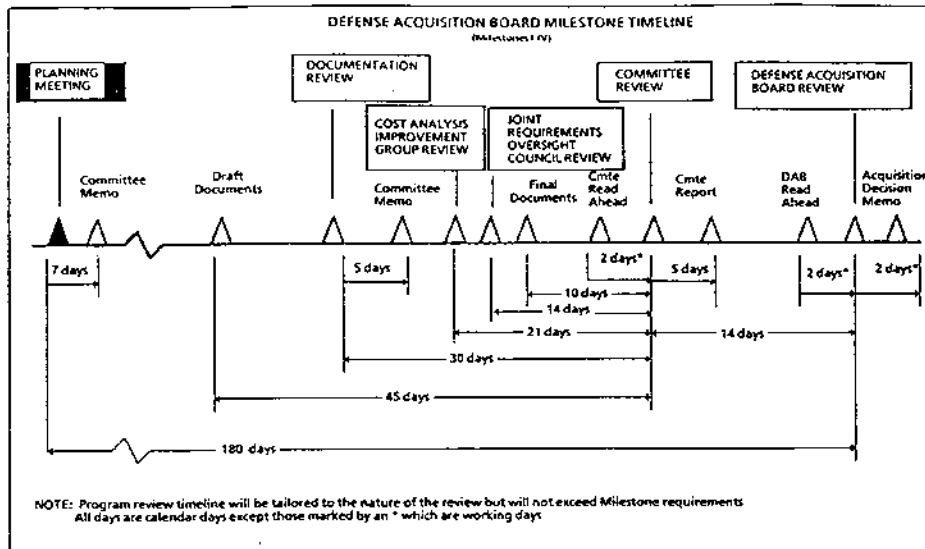 DEFENSE ACQUISITION BOARD MILESTONE TIMELINE
PLANNING
MEETING
DOCUMENTATION
REVIEW
COST ANALYSIS
IMPROVEMENT
GROUP REVIEW
JOINT
REQUIREMENTS
OVERSIGHT
COUNCIL REVIEW
COMMITTEE
REVIEW
DEFENSE ACQUISITION
BOARD REVIEW
Committee
Memo
Draft
Documents
Committee
Memo
Final
Documents
Cmte
Read
Ahead
Cmte
Report
DAB
Read
Ahead
Acquisition
Decision
Memo
7 days
5 days
2 days*
5 days
2 days*
2 days*
10 days
14 days
21 days
14 days
30 days
45 days
180 days
NOTE: Program review timeline will be tailored to the nature of the review but will not exceed Milestone requirements
All days are calendar days except those marked by an * which are working days